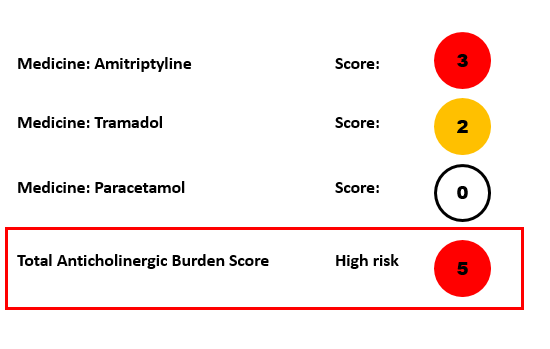 Medicine: Amitriptyline Score: 3
Medicine: Tramadol Score: 2
Medicine: Paracetamol Score: 0
Total Anticholinergic Burden Score High risk 5